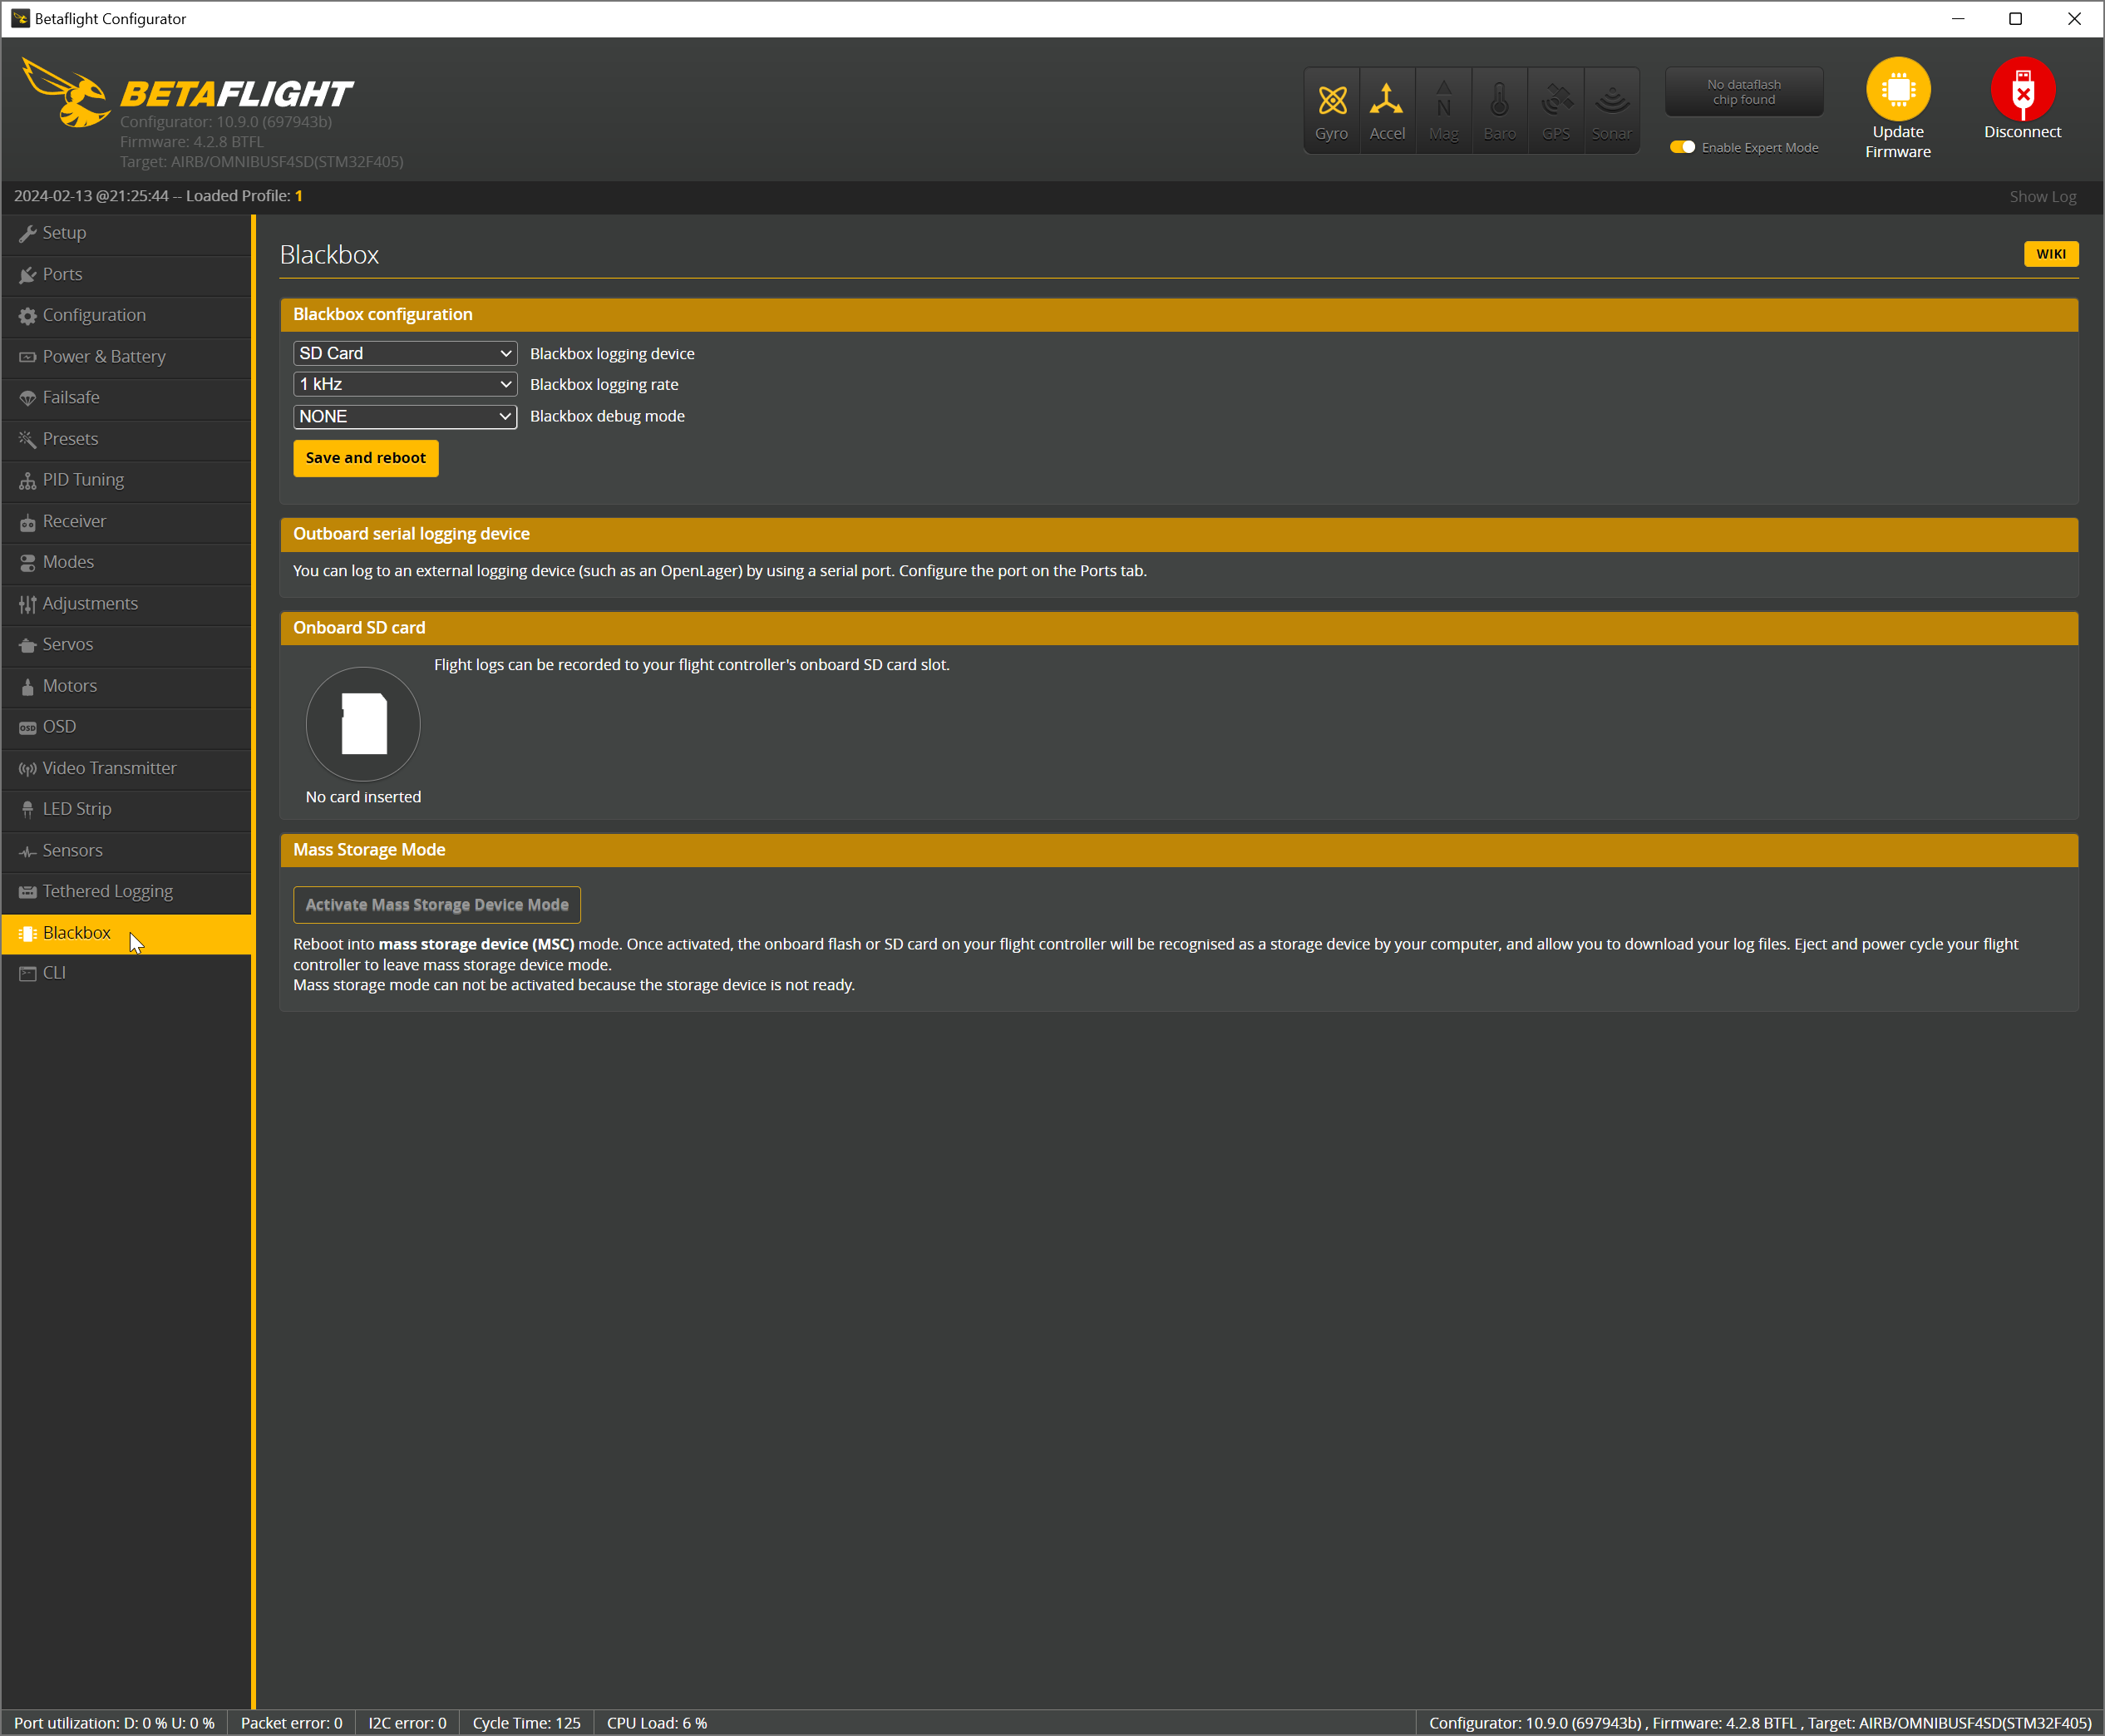 Betaflight Configurator
BETAFLIGHT
Configurator: 10.9.0 (697943b)
Firmware: 4.2.8 BTFL
Target: AIRB/OMNIBUSF4SD(STM32F405)
Gyro
Accel
Mag
Baro
GPS
Sonar
No dataflash
chip found
Enable Expert Mode
Update
Firmware
Disconnect
2024-02-13 @21:25:44 -- Loaded Profile: 1
Show Log
Setup
Ports
Configuration
Power & Battery
Failsafe
Presets
PID Tuning
Receiver
Modes
Adjustments
Servos
Motors
OSD
Video Transmitter
LED Strip
Sensors
Tethered Logging
Blackbox
CLI
Blackbox
WIKI
Blackbox configuration
SD Card Blackbox logging device
1 kHz Blackbox logging rate
NONE Blackbox debug mode
Save and reboot
Outboard serial logging device
You can log to an external logging device (such as an OpenLager) by using a serial port. Configure the port on the Ports tab.
Onboard SD card
Flight logs can be recorded to your flight controller's onboard SD card slot.
No card inserted
Mass Storage Mode
Activate Mass Storage Device Mode
Reboot into mass storage device (MSC) mode. Once activated, the onboard flash or SD card on your flight controller will be recognised as a storage device by your computer, and allow you to download your log files. Eject and power cycle your flight
controller to leave mass storage device mode.
Mass storage mode can not be activated because the storage device is not ready.
Port utilization: D: 0 % U: 0 %
Packet error: 0
I2C error: 0
Cycle Time: 125
CPU Load: 6 %
Configurator: 10.9.0 (697943b) , Firmware: 4.2.8 BTFL , Target: AIRB/OMNIBUSF4SD(STM32F405)